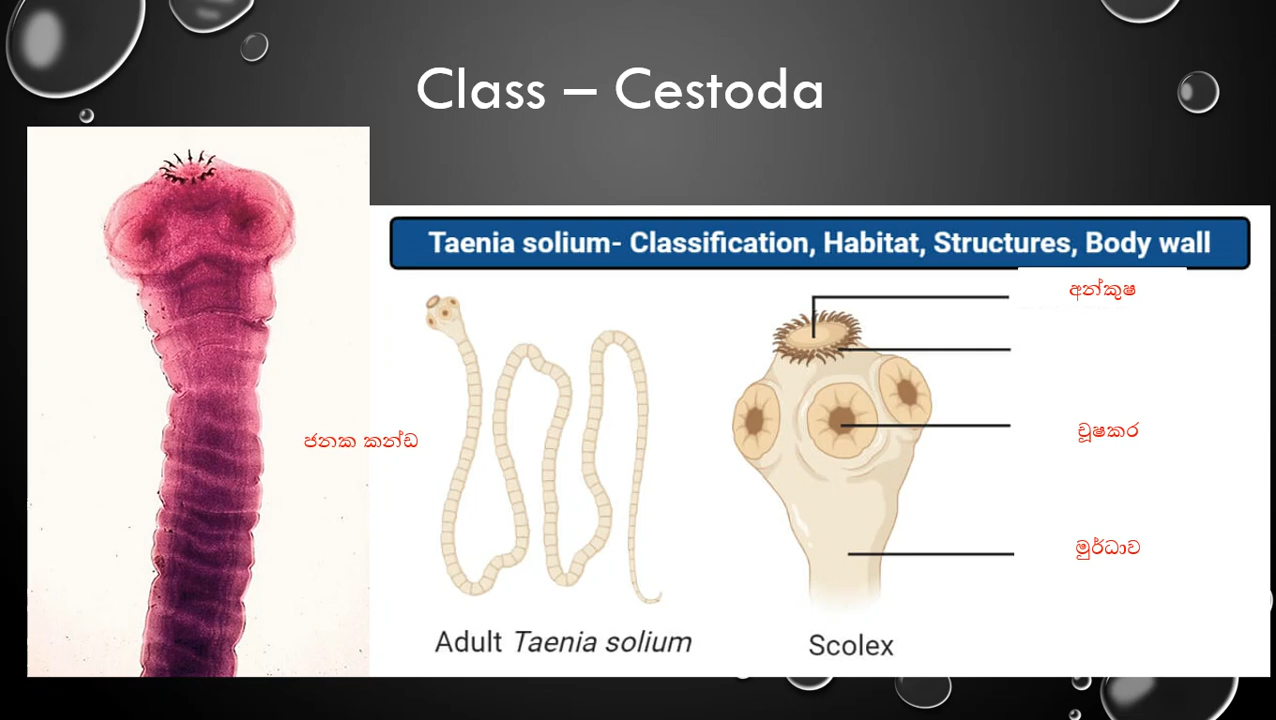 Class – Cestoda
Taenia solium- Classification, Habitat, Structures, Body wall
අන්කුෂ
චූෂකර
ජනක කන්ඩ
මුර්ධාව
Adult Taenia solium
Scolex